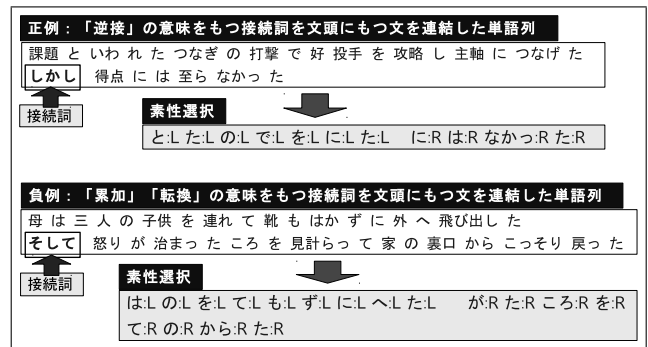 正例：「逆接」の意味をもつ接続詞を文頭にもつ文を連結した単語列
課題 と いわ れ た つなぎ の 打撃 で 好 投手 を 攻略 し 主軸 に つなげ た
しかし 得点 に は 至ら なかっ た
接続詞
素性選択
と:L た:L の:L で:L を:L に:L た:L に:R は:R なかっ:R た:R
負例：「累加」「転換」の意味をもつ接続詞を文頭にもつ文を連結した単語列
母 は 三 人 の 子供 を 連れ て 靴 も はか ず に 外 へ 飛び出し た
そして 怒り が 治まっ た ころ を 見計らっ て 家 の 裏口 から こっそり 戻っ た
接続詞
素性選択
は:L の:L を:L て:L も:L ず:L に:L へ:L た:L が:R た:R ころ:R を:R
て:R の:R から:R た:R